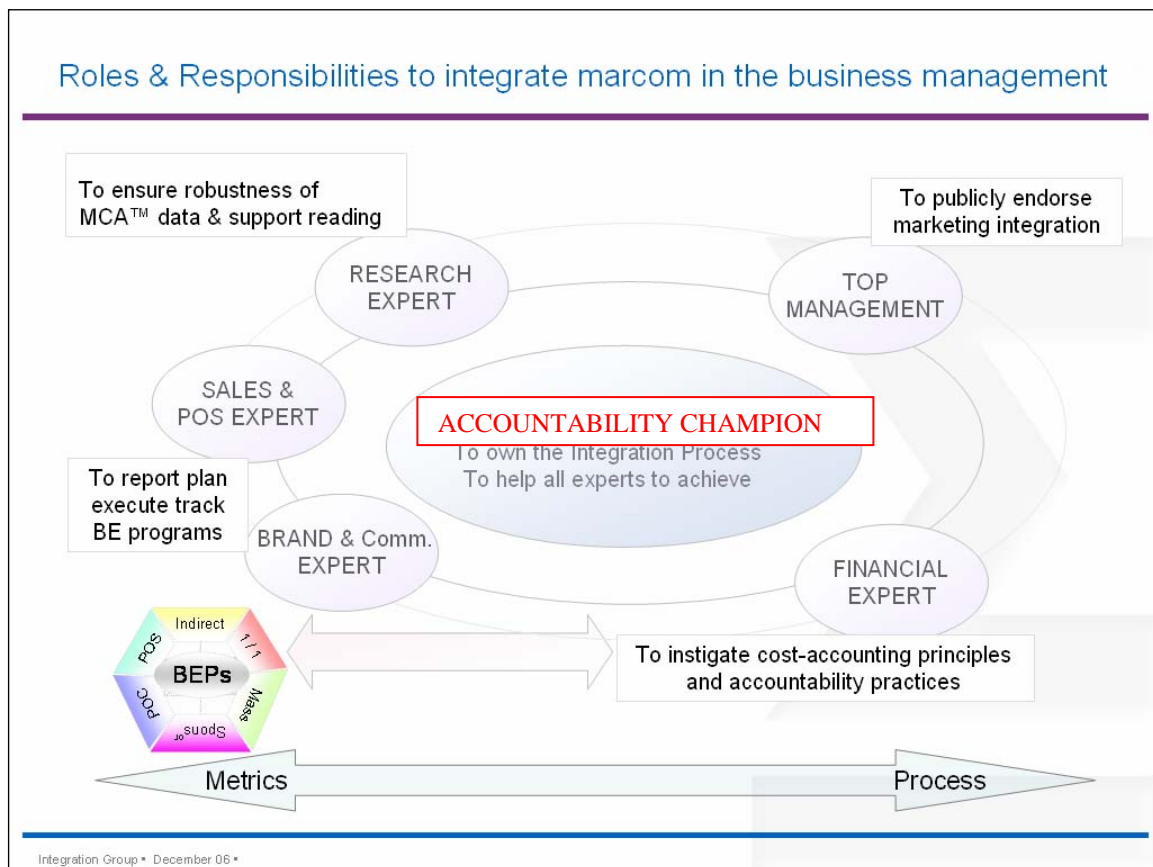 Roles & Responsibilities to integrate marcom in the business management
To ensure robustness of
MCA™ data & support reading
To publicly endorse
marketing integration
RESEARCH
EXPERT
TOP
MANAGEMENT
SALES &
POS EXPERT
ACCOUNTABILITY CHAMPION
To own the Integration Process
To help all experts to achieve
To report plan
execute track
BE programs
BRAND & Comm.
EXPERT
FINANCIAL
EXPERT
Indirect
1/1
Mass
Sponsor
POC
POS
BEPs
To instigate cost-accounting principles
and accountability practices
Metrics
Process
Integration Group • December 06 •